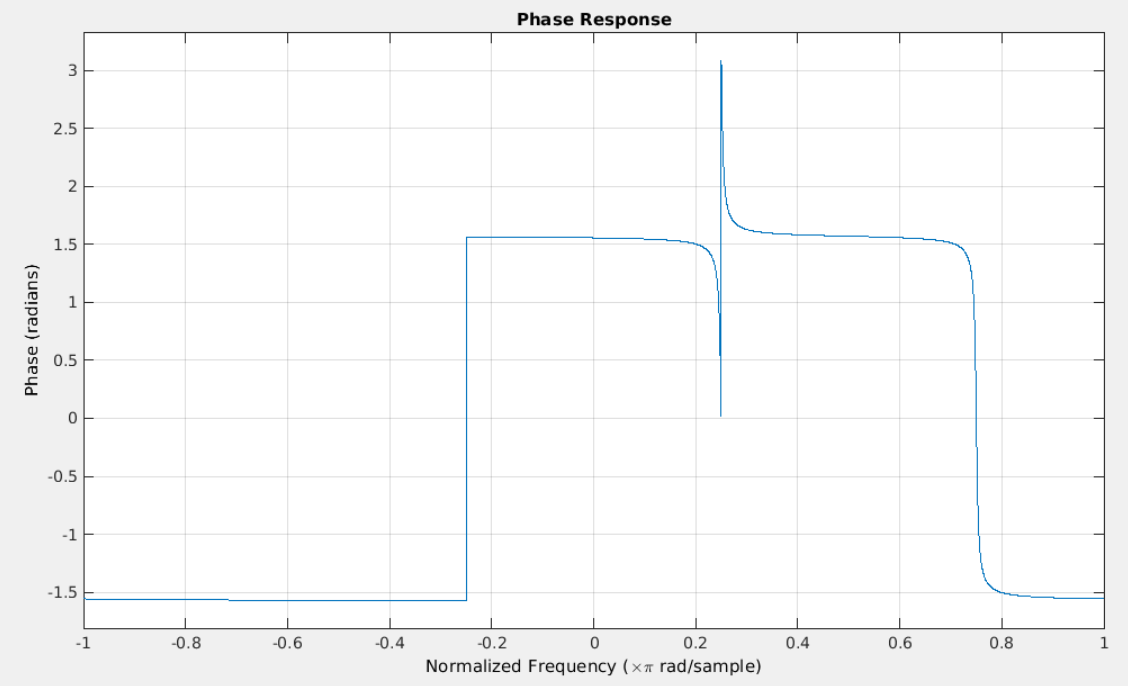 Phase Response
3
2.5
2
1.5
1
0.5
0
-0.5
-1
-1.5
Phase (radians)
-1 -0.8 -0.6 -0.4 -0.2 0 0.2 0.4 0.6 0.8 1
Normalized Frequency (×π rad/sample)